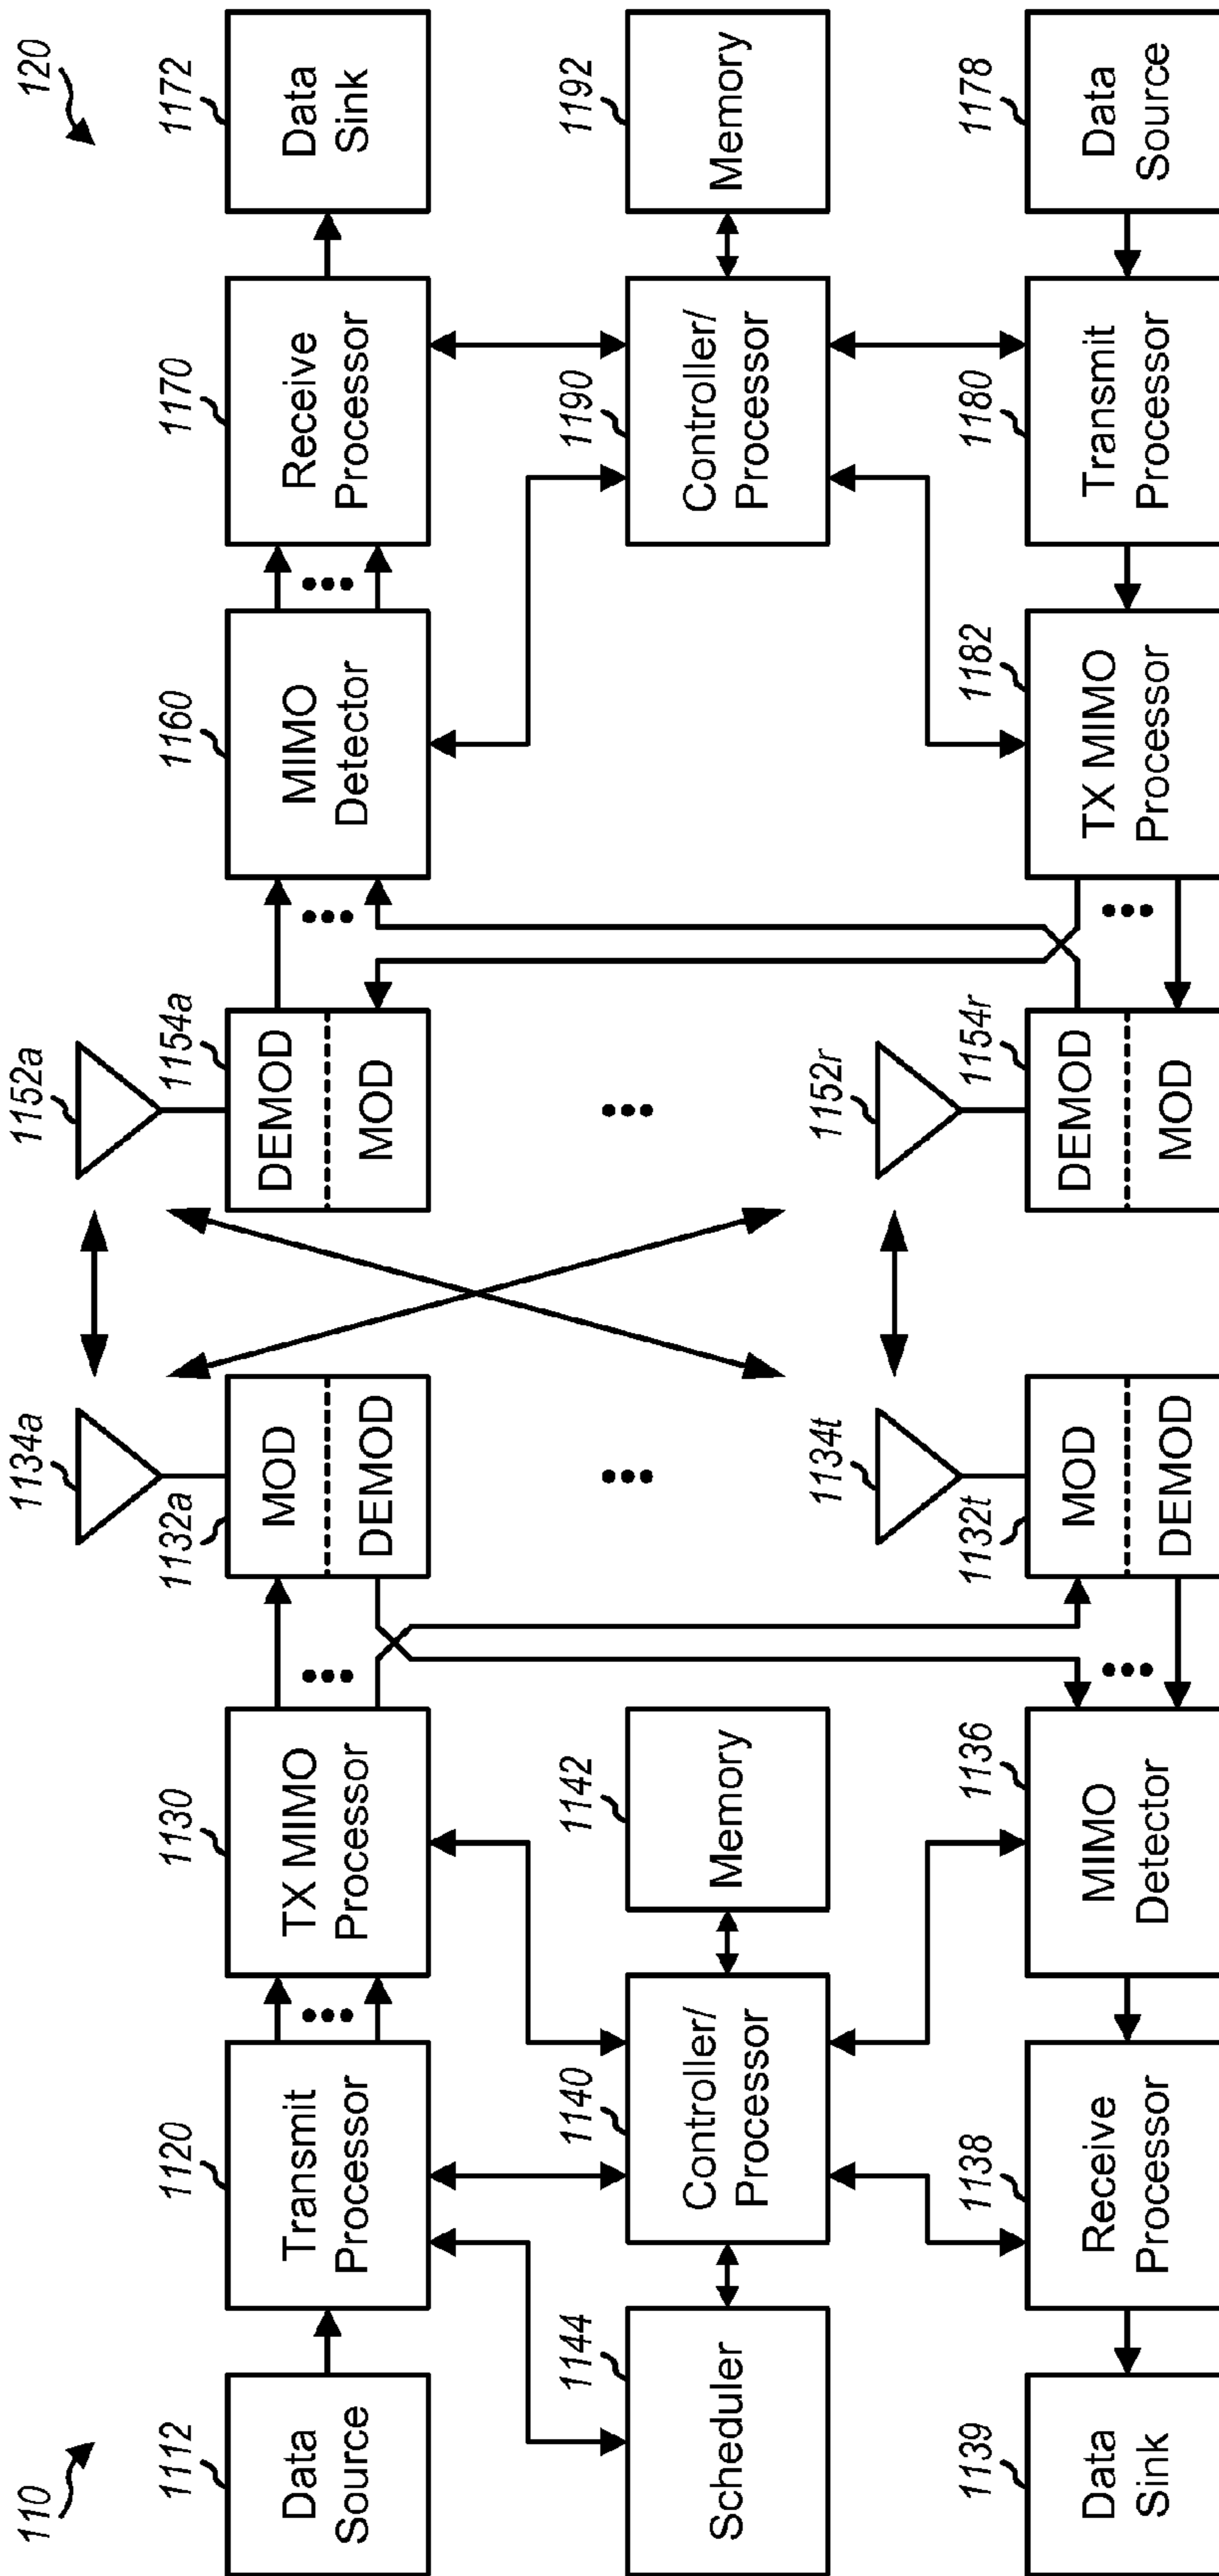 110
120
1112
Data
Source
1120
Transmit
Processor
1130
TX MIMO
Processor
1134a
1132a
MOD
DEMOD
1152a
1154a
DEMOD
MOD
1160
MIMO
Detector
1170
Receive
Processor
1172
Data
Sink
1144
Scheduler
1140
Controller/
Processor
1142
Memory
1190
Controller/
Processor
1192
Memory
1139
Data
Sink
1138
Receive
Processor
1136
MIMO
Detector
1134t
1132t
MOD
DEMOD
1152r
1154r
DEMOD
MOD
1182
TX MIMO
Processor
1180
Transmit
Processor
1178
Data
Source